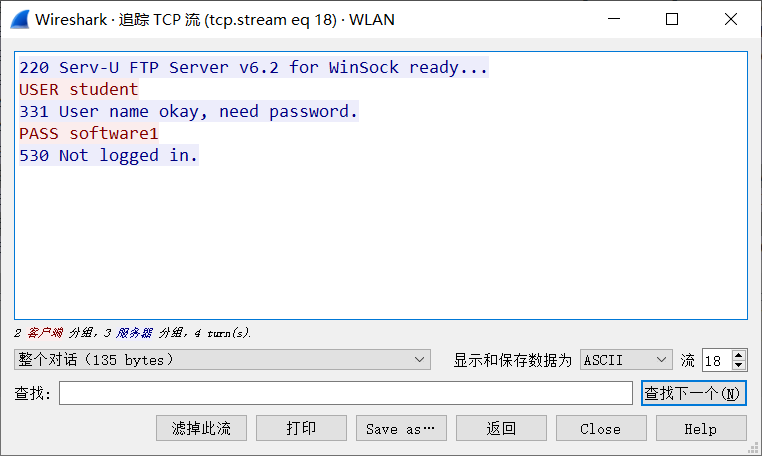 Wireshark · 追踪 TCP 流 (tcp.stream eq 18) · WLAN
220 Serv-U FTP Server v6.2 for WinSock ready...
USER student
331 User name okay, need password.
PASS software1
530 Not logged in.
2 客户端 分组，3 服务器 分组，4 turn(s).
整个对话（135 bytes） 显示和保存数据为 ASCII 流 18
查找： 查找下一个(N)
滤掉此流 打印 Save as… 返回 Close Help